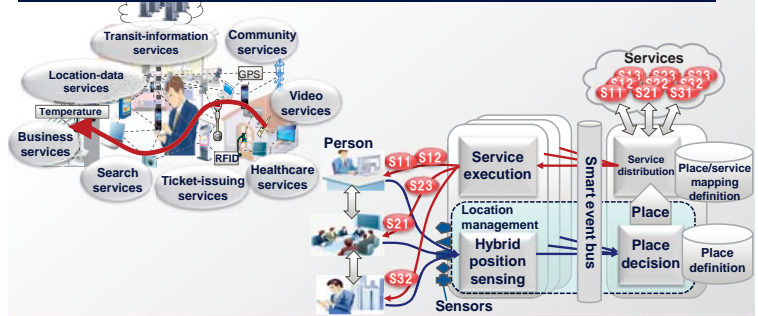 Transit-information
services
Community
services
Location-data
services
GPS
Temperature
Video
services
Business
services
RFID
Search
services
Ticket-issuing
services
Healthcare
services
Person
S11
S12
S23
S21
S32
Service
execution
Location
management
Hybrid
position
sensing
Sensors
Smart event bus
Services
S13 S23 S33
S12 S22 S32
S11 S21 S31
Service
distribution
Place/service
mapping
definition
Place
Place
decision
Place
definition